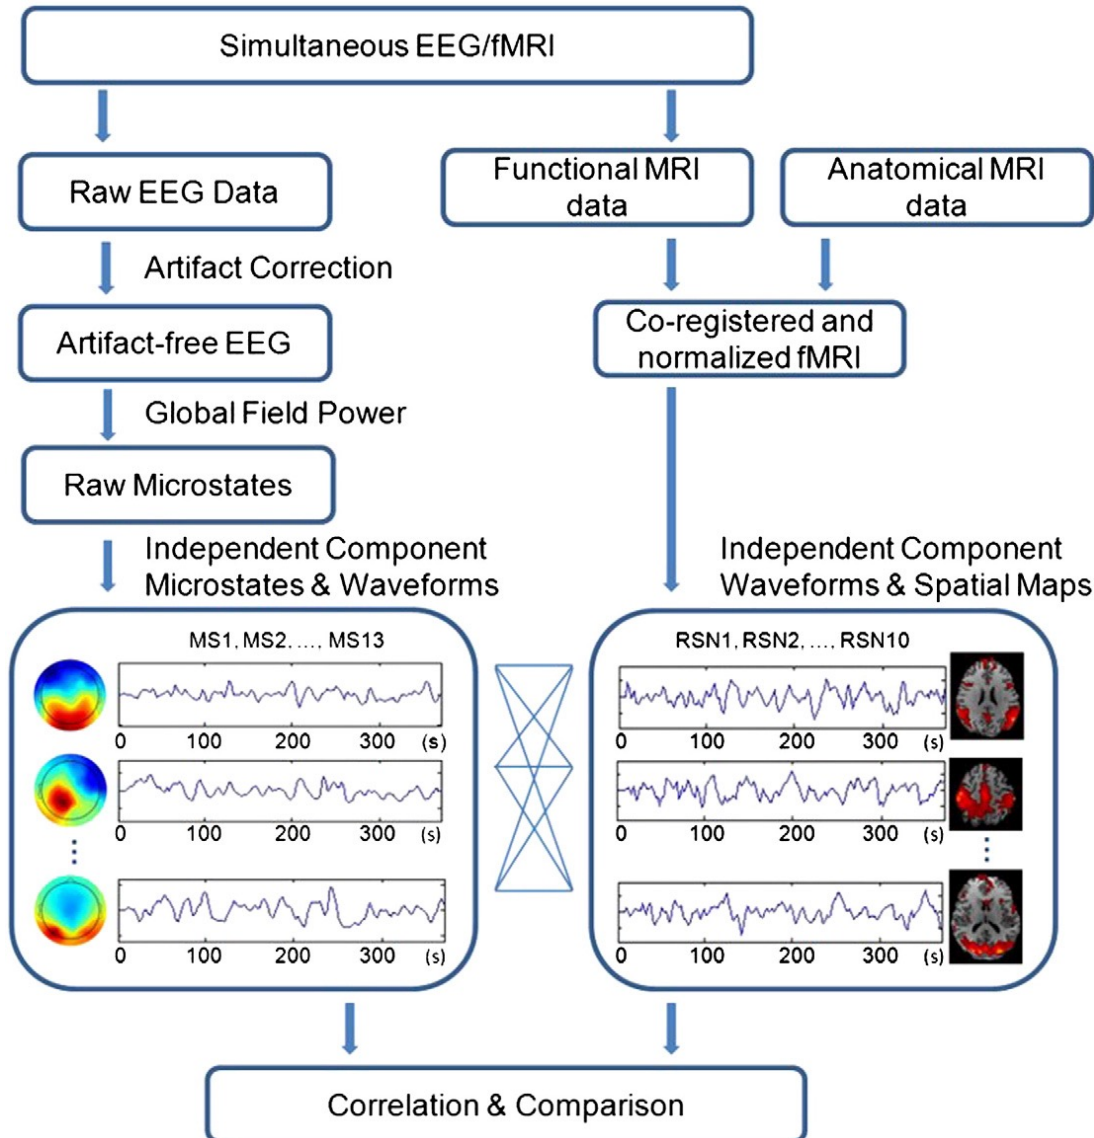 Simultaneous EEG/fMRI
Raw EEG Data
Functional MRI
data
Anatomical MRI
data
Artifact Correction
Artifact-free EEG
Co-registered and
normalized fMRI
Global Field Power
Raw Microstates
Independent Component
Microstates & Waveforms
Independent Component
Waveforms & Spatial Maps
MS1, MS2, ..., MS13
0 100 200 300 (s)
0 100 200 300 (s)
0 100 200 300 (s)
RSN1, RSN2, ..., RSN10
0 100 200 300 (s)
0 100 200 300 (s)
0 100 200 300 (s)
Correlation & Comparison